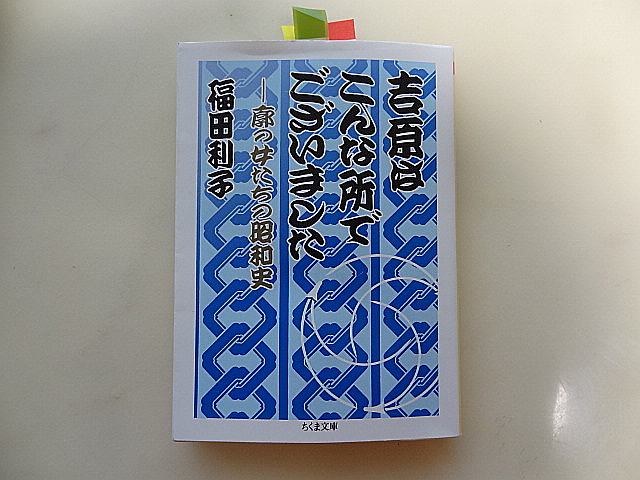 吉原は
こんな所で
ございました
─廓の女たちの昭和史
福田利子
ちくま文庫